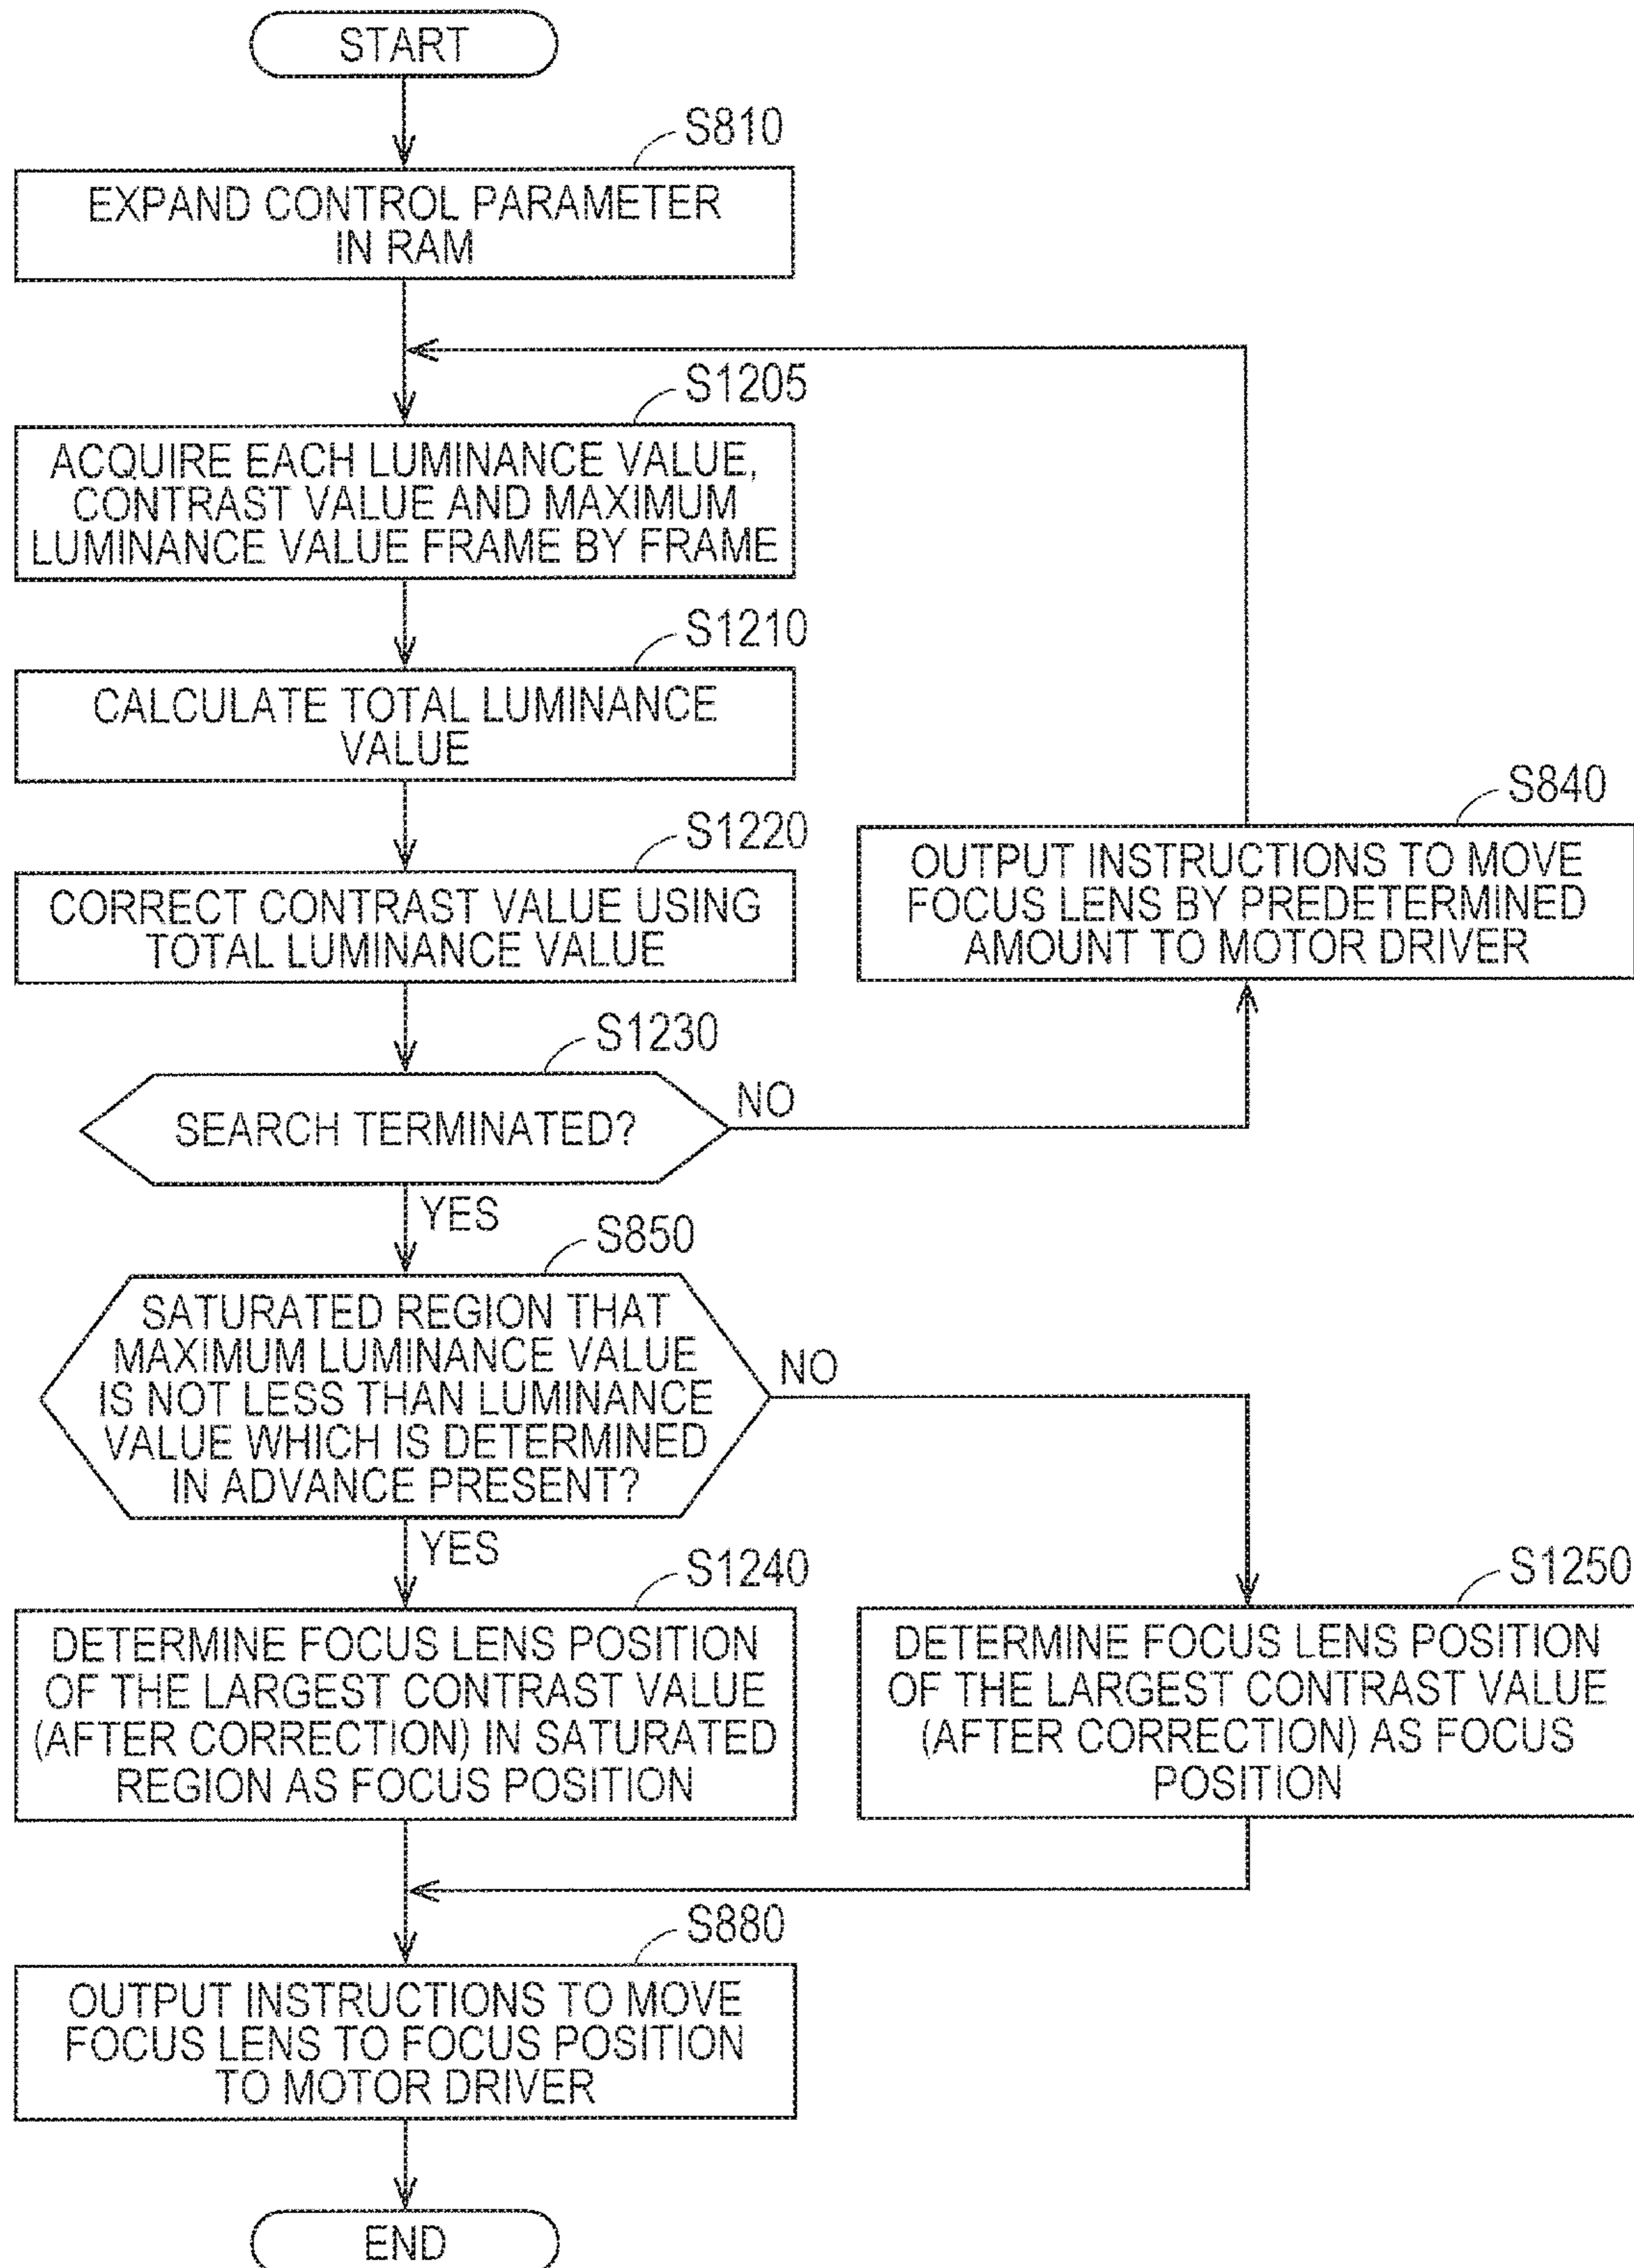 START
S810
EXPAND CONTROL PARAMETER
IN RAM
S1205
ACQUIRE EACH LUMINANCE VALUE,
CONTRAST VALUE AND MAXIMUM
LUMINANCE VALUE FRAME BY FRAME
S1210
CALCULATE TOTAL LUMINANCE
VALUE
S1220
CORRECT CONTRAST VALUE USING
TOTAL LUMINANCE VALUE
S840
OUTPUT INSTRUCTIONS TO MOVE
FOCUS LENS BY PREDETERMINED
AMOUNT TO MOTOR DRIVER
S1230
SEARCH TERMINATED?
NO
YES
S850
SATURATED REGION THAT
MAXIMUM LUMINANCE VALUE
IS NOT LESS THAN LUMINANCE
VALUE WHICH IS DETERMINED
IN ADVANCE PRESENT?
NO
YES
S1240
DETERMINE FOCUS LENS POSITION
OF THE LARGEST CONTRAST VALUE
(AFTER CORRECTION) IN SATURATED
REGION AS FOCUS POSITION
S1250
DETERMINE FOCUS LENS POSITION
OF THE LARGEST CONTRAST VALUE
(AFTER CORRECTION) AS FOCUS
POSITION
S880
OUTPUT INSTRUCTIONS TO MOVE
FOCUS LENS TO FOCUS POSITION
TO MOTOR DRIVER
END